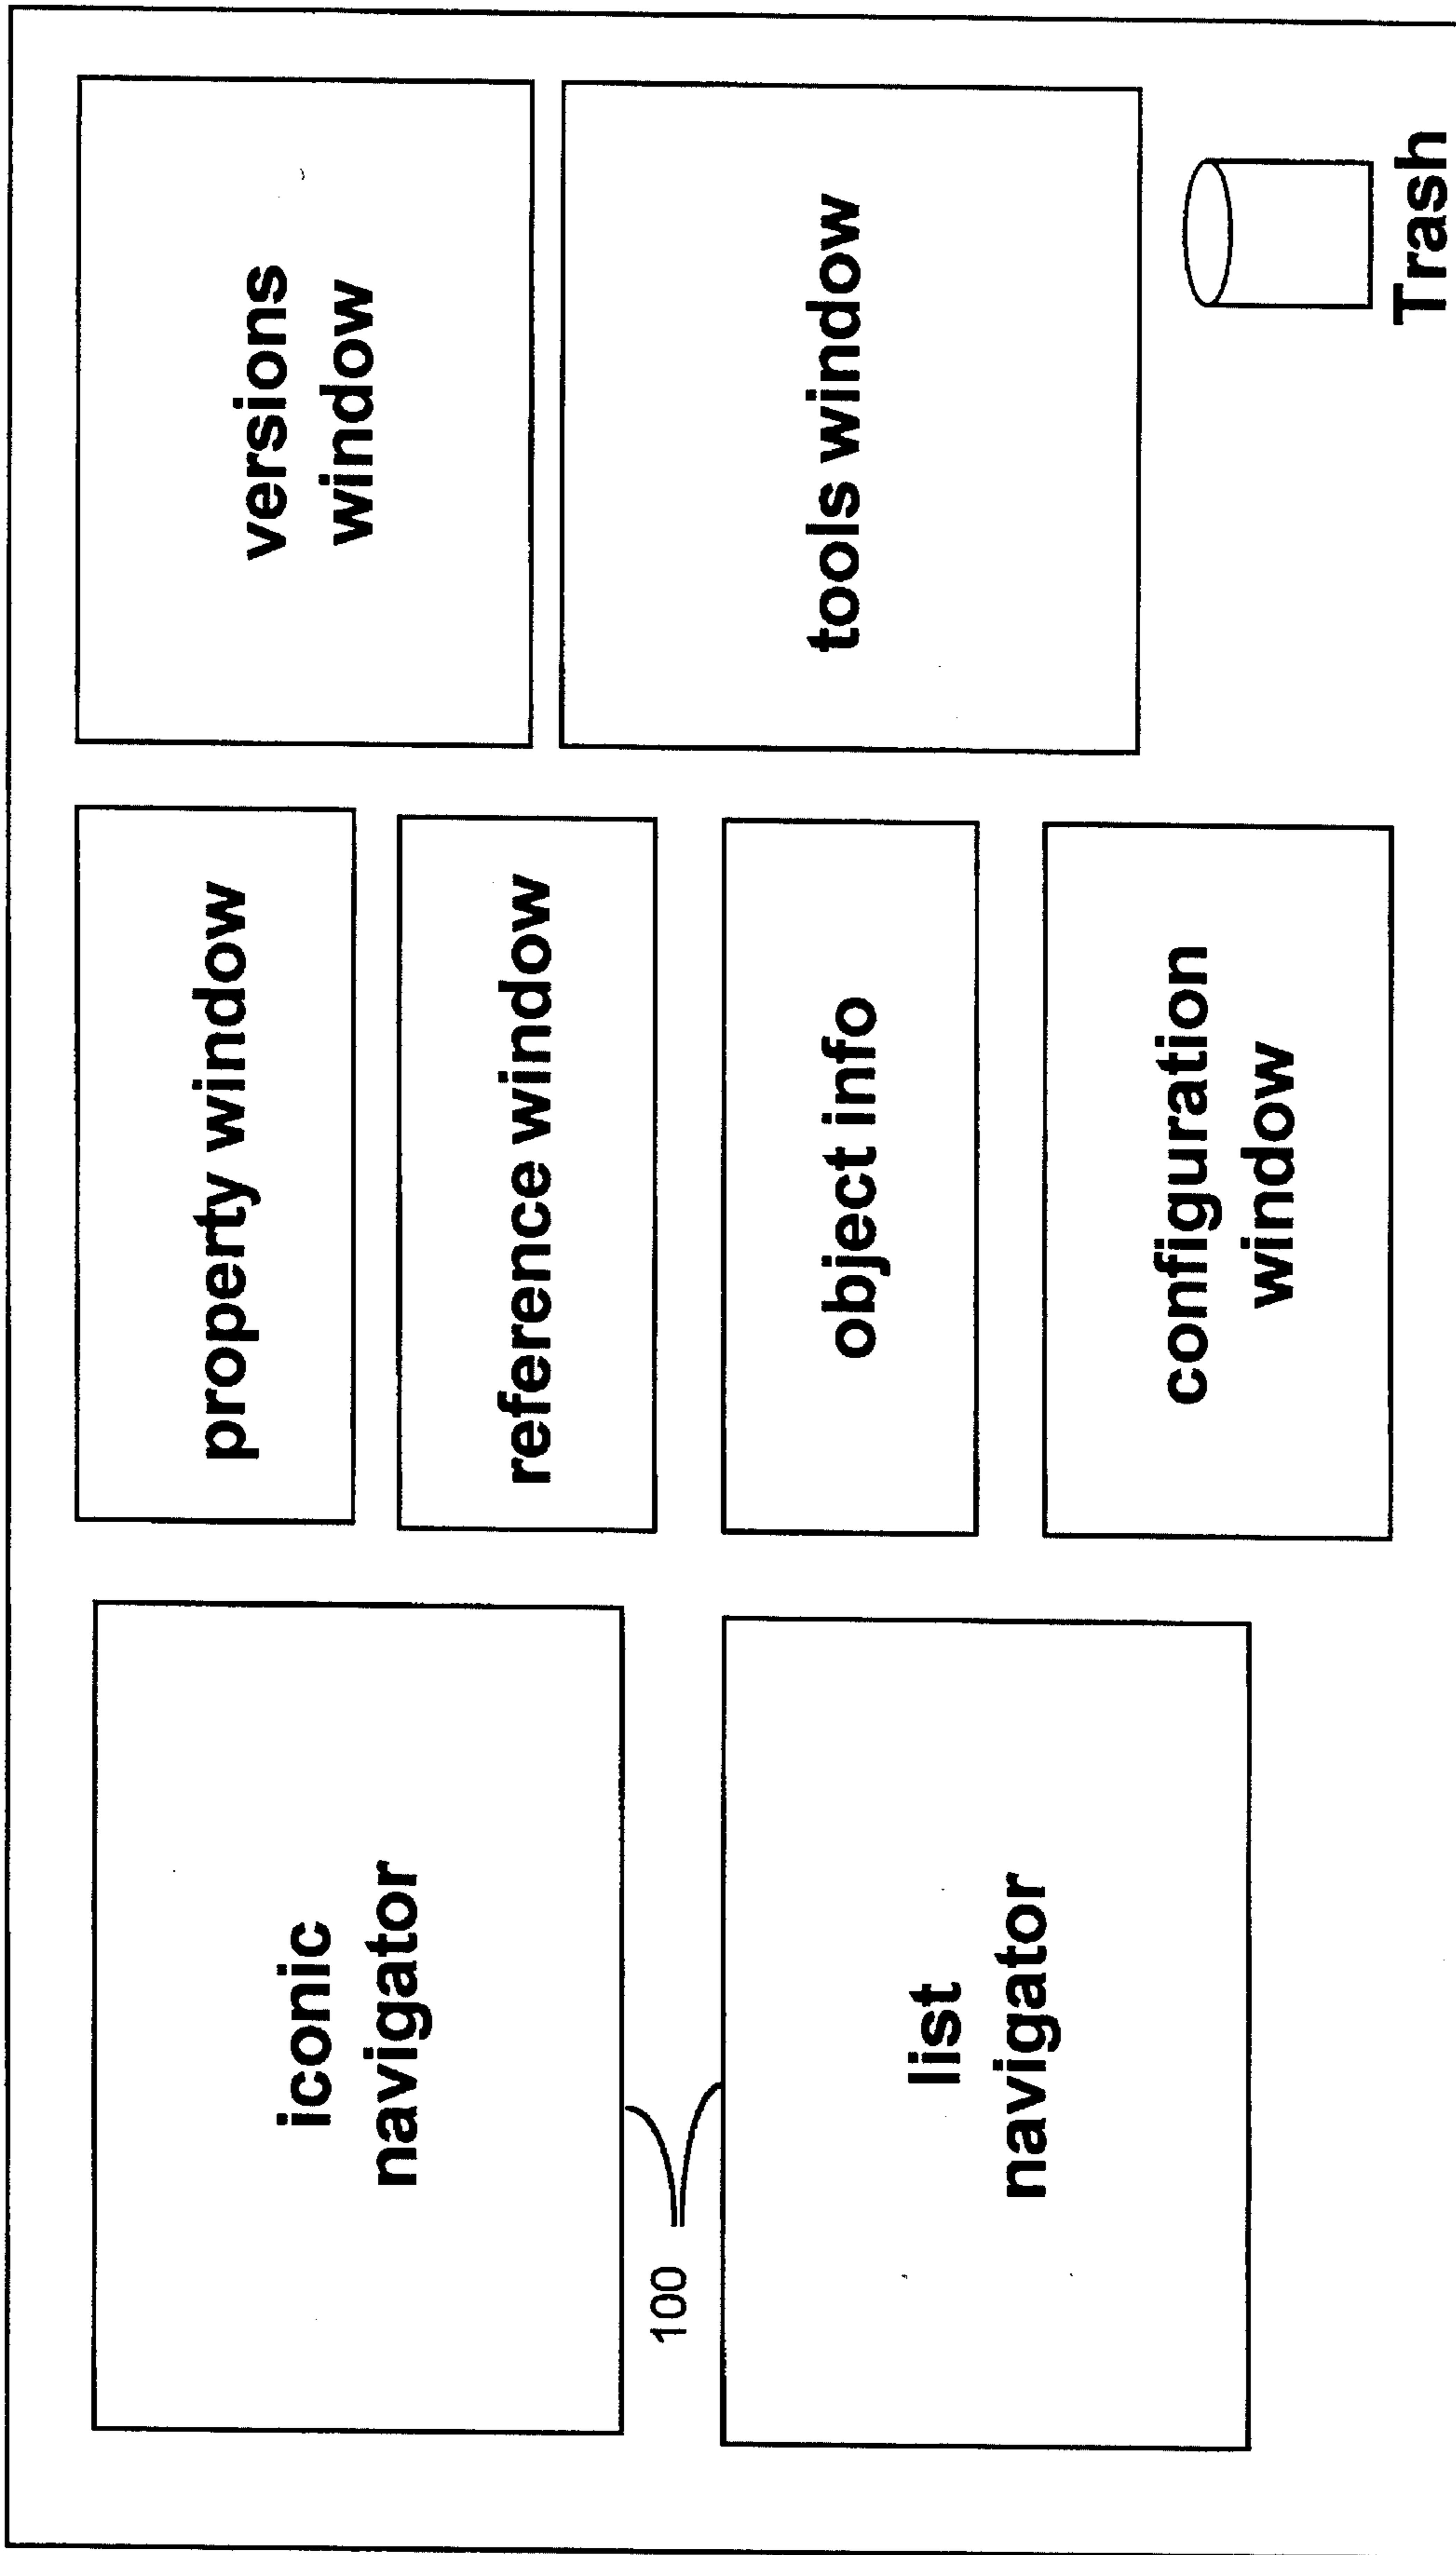 iconic
navigator
100
list
navigator
property window
reference window
object info
configuration
window
versions
window
tools window
Trash